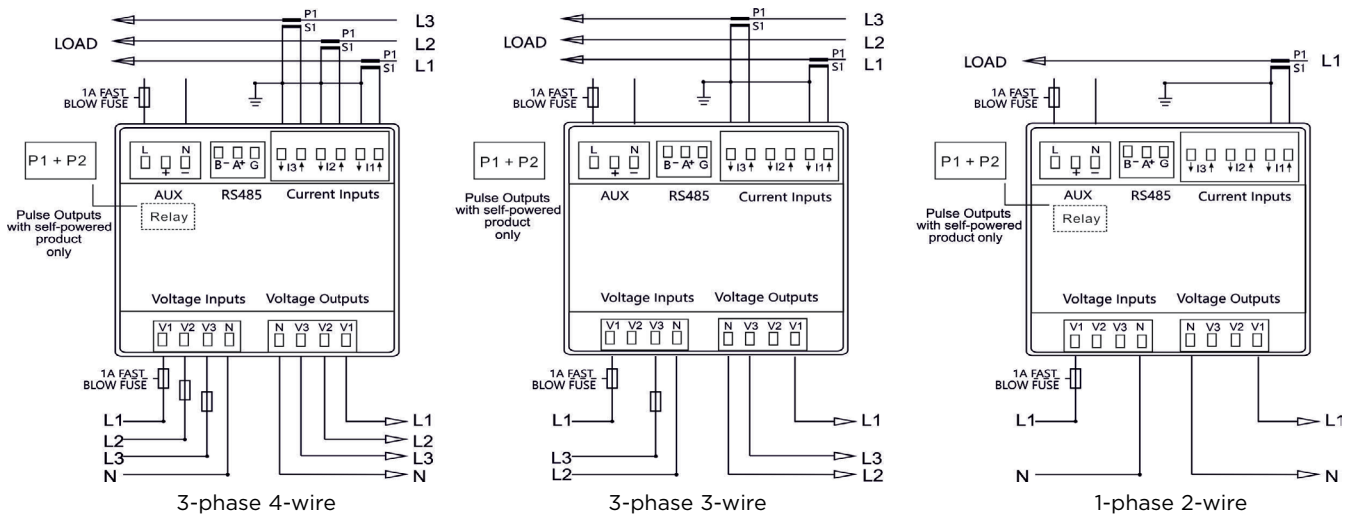 P1
L3
S1
P1
LOAD
L2
S1
P1
L1
S1
1A FAST
BLOW FUSE
P1 + P2
L N
+ −
B− A+ G
↓ I3 ↑ ↓ I2 ↑ ↓ I1 ↑
AUX RS485 Current Inputs
Relay
Pulse Outputs
with self-powered
product
only
Voltage Inputs Voltage Outputs
V1 V2 V3 N N V3 V2 V1
1A FAST
BLOW FUSE
L1 L1
L2 L2
L3 L3
N N
3-phase 4-wire
P1
L3
S1
LOAD
L2
P1
L1
S1
1A FAST
BLOW FUSE
P1 + P2
L N
+ −
B− A+ G
↓ I3 ↑ ↓ I2 ↑ ↓ I1 ↑
AUX RS485 Current Inputs
Pulse Outputs
with self-powered
product only
Voltage Inputs Voltage Outputs
V1 V2 V3 N N V3 V2 V1
1A FAST
BLOW FUSE
L1 L1
L3 L3
L2 L2
3-phase 3-wire
P1
LOAD L1
S1
1A FAST
BLOW FUSE
P1 + P2
L N
+ −
B− A+ G
↓ I3 ↑ ↓ I2 ↑ ↓ I1 ↑
AUX RS485 Current Inputs
Relay
Pulse Outputs
with self-powered
product only
Voltage Inputs Voltage Outputs
V1 V2 V3 N N V3 V2 V1
1A FAST
BLOW FUSE
L1 L1
N N
1-phase 2-wire